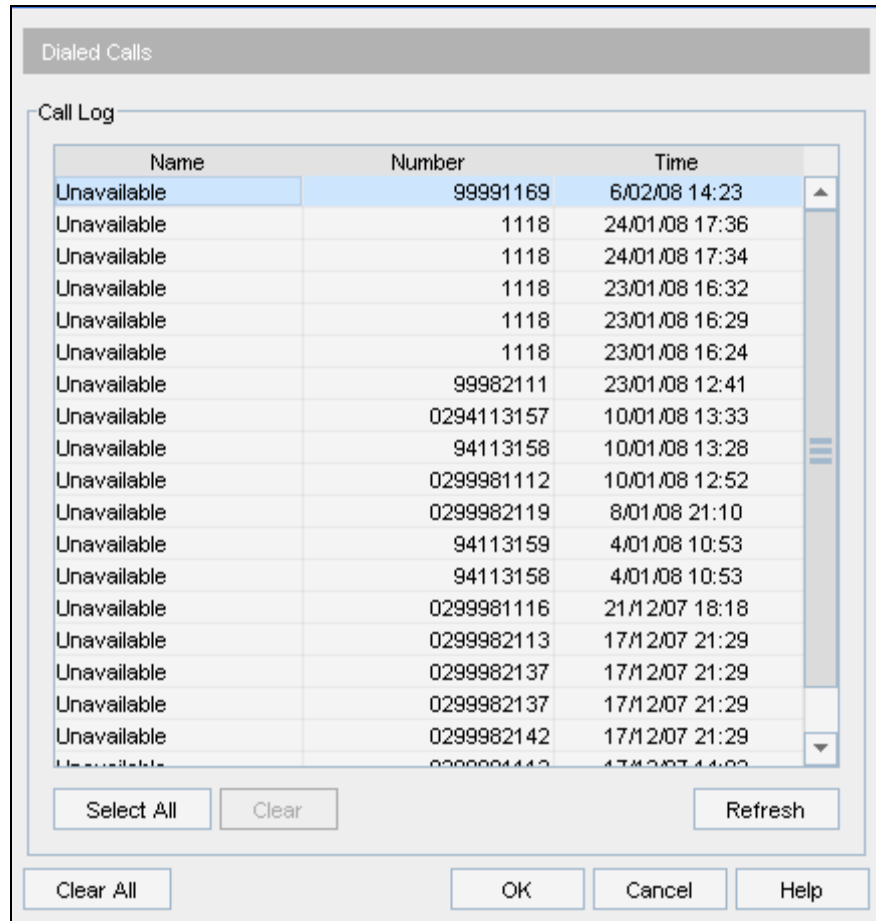 Dialed Calls
Call Log
Name Number Time
Unavailable 99991169 6/02/08 14:23
Unavailable 1118 24/01/08 17:36
Unavailable 1118 24/01/08 17:34
Unavailable 1118 23/01/08 16:32
Unavailable 1118 23/01/08 16:29
Unavailable 1118 23/01/08 16:24
Unavailable 99982111 23/01/08 12:41
Unavailable 0294113157 10/01/08 13:33
Unavailable 94113158 10/01/08 13:28
Unavailable 0299981112 10/01/08 12:52
Unavailable 0299982119 8/01/08 21:10
Unavailable 94113159 4/01/08 10:53
Unavailable 94113158 4/01/08 10:53
Unavailable 0299981116 21/12/07 18:18
Unavailable 0299982113 17/12/07 21:29
Unavailable 0299982137 17/12/07 21:29
Unavailable 0299982137 17/12/07 21:29
Unavailable 0299982142 17/12/07 21:29
Select All Clear Refresh
Clear All OK Cancel Help